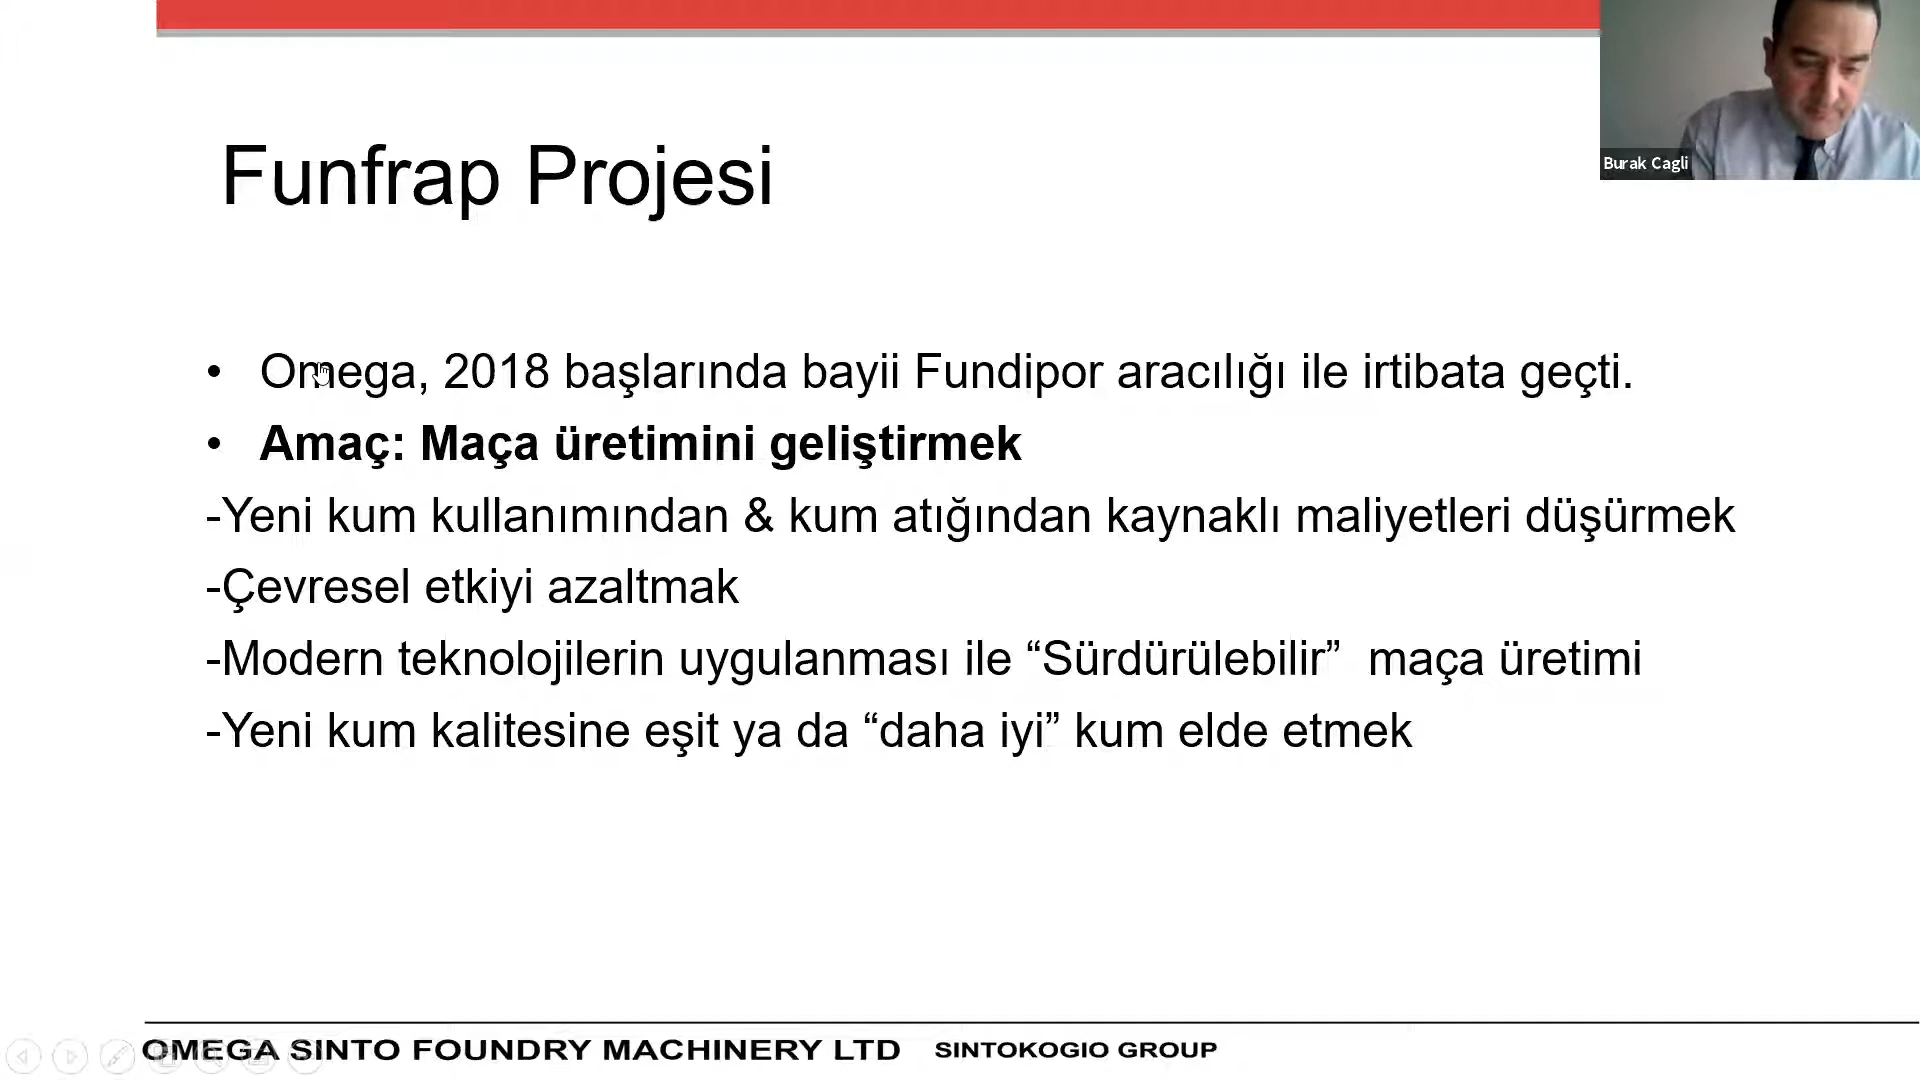 Burak Cagli
Funfrap Projesi
• Omega, 2018 başlarında bayii Fundipor aracılığı ile irtibata geçti.
• Amaç: Maça üretimini geliştirmek
-Yeni kum kullanımından & kum atığından kaynaklı maliyetleri düşürmek
-Çevresel etkiyi azaltmak
-Modern teknolojilerin uygulanması ile “Sürdürülebilir” maça üretimi
-Yeni kum kalitesine eşit ya da “daha iyi” kum elde etmek
OMEGA SINTO FOUNDRY MACHINERY LTD SINTOKOGIO GROUP